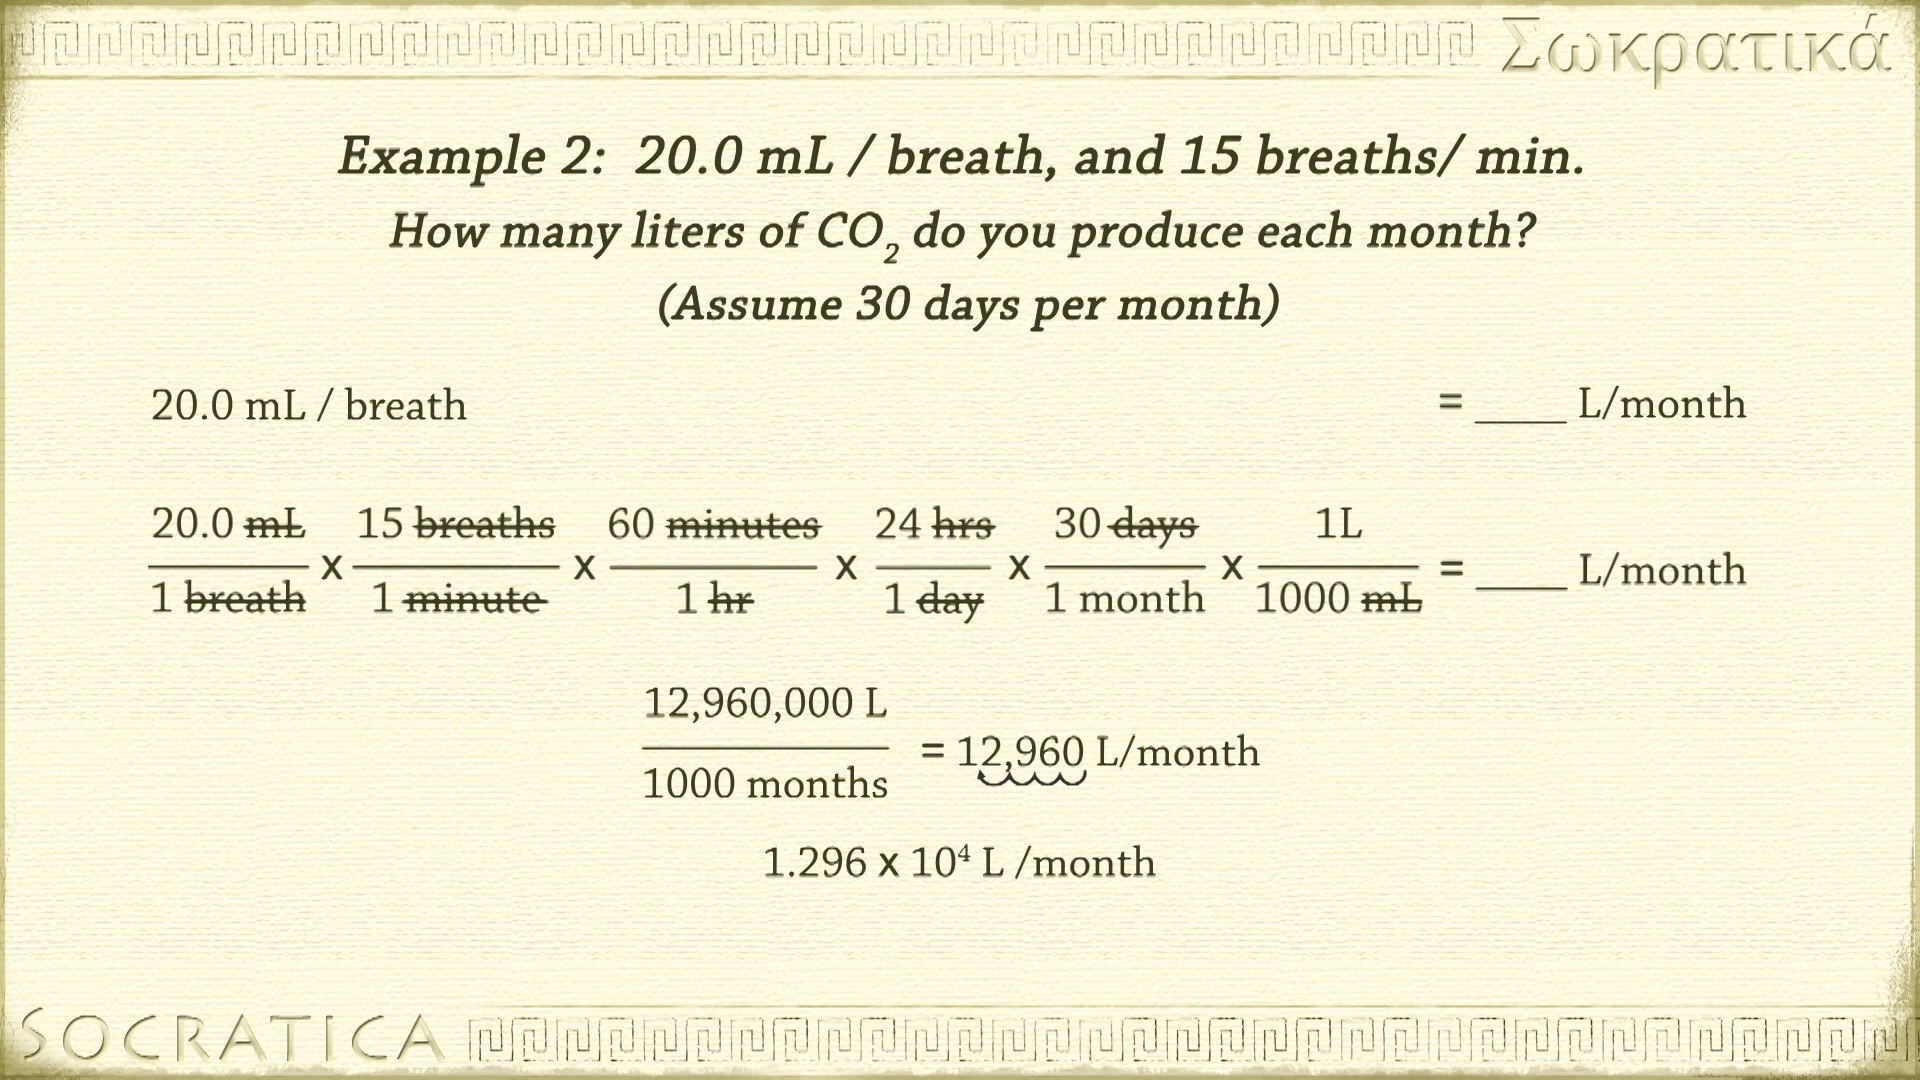 Σωκρατικά
Example 2: 20.0 mL / breath, and 15 breaths/ min.
How many liters of CO₂ do you produce each month?
(Assume 30 days per month)
20.0 mL / breath = ____ L/month
20.0 mL x 15 breaths x 60 minutes x 24 hrs x 30 days x 1L = ____ L/month
1 breath 1 minute 1 hr 1 day 1 month 1000 mL
12,960,000 L
1000 months
= 12,960 L/month
1.296 x 10⁴ L /month
SOCRATICA